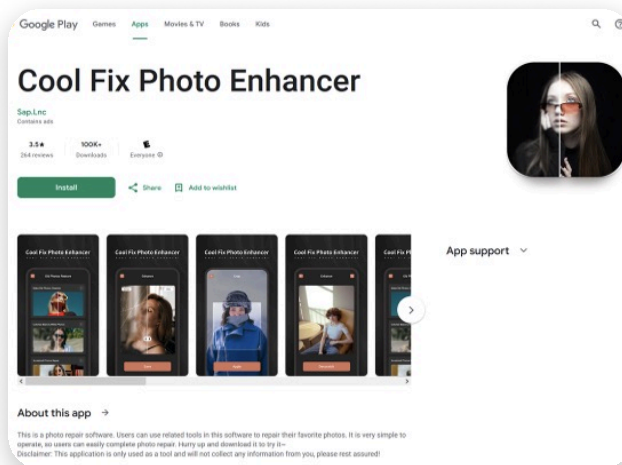 Google Play Games Apps Movies & TV Books Kids
Cool Fix Photo Enhancer
Sap.Lnc
Contains ads
3.5★ 100K+
264 reviews Downloads Everyone
Install Share Add to wishlist
Cool Fix Photo Enhancer Cool Fix Photo Enhancer Cool Fix Photo Enhancer Cool Fix Photo Enhancer Cool Fix P
App support
About this app →
This is a photo repair software. Users can use related tools in this software to repair their favorite photos. It is very simple to
operate, so users can easily complete photo repair. Hurry up and download it to try it~
Disclaimer: This application is only used as a tool and will not collect any information from you, please rest assured!